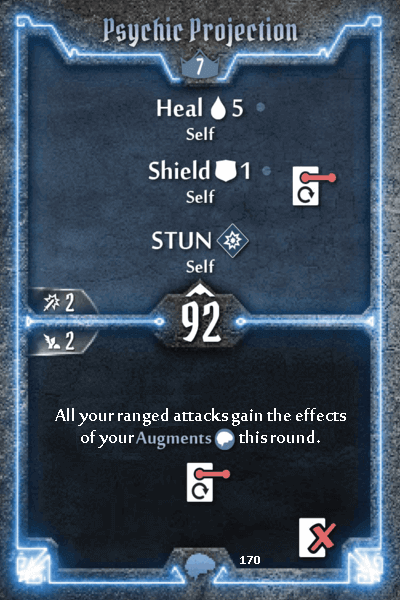 Psychic Projection
7
Heal 5
Self
Shield 1
Self
STUN
Self
2
92
2
All your ranged attacks gain the effects
of your Augments this round.
170